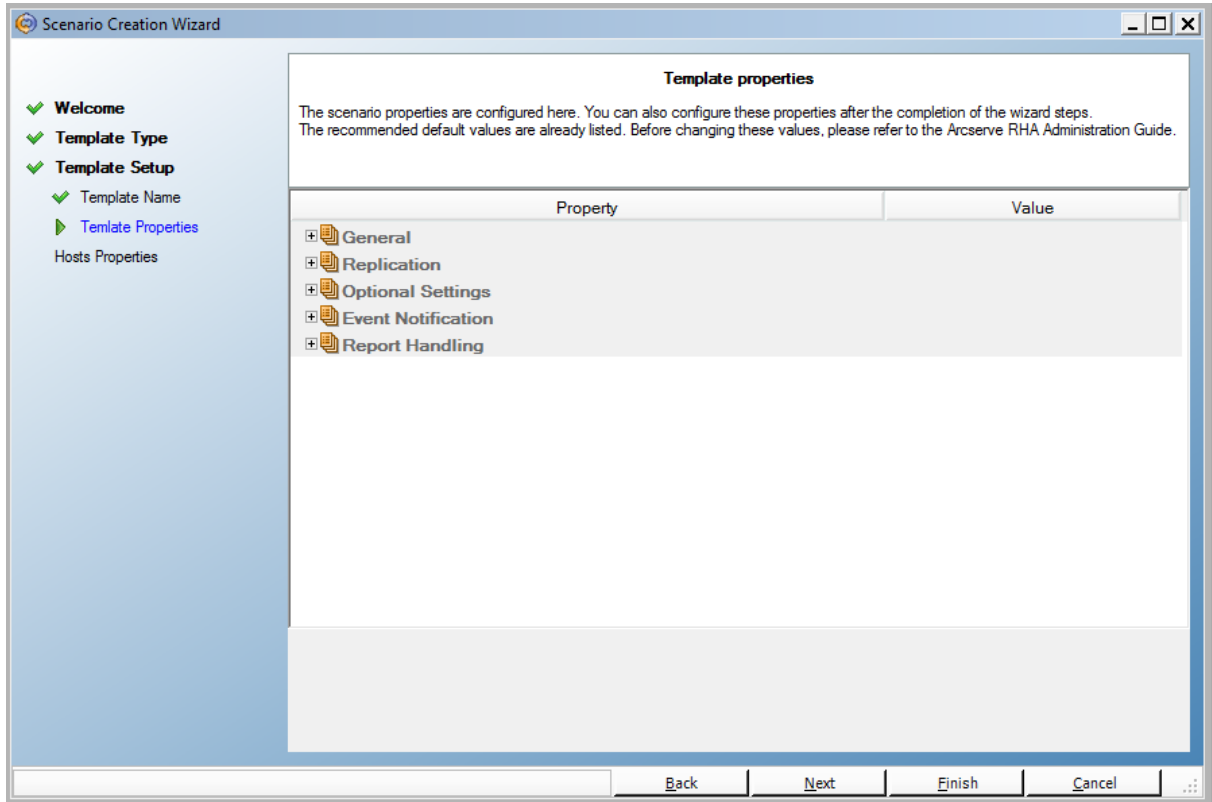 Scenario Creation Wizard
Welcome
Template Type
Template Setup
Template Name
Temlate Properties
Hosts Properties
Template properties
The scenario properties are configured here. You can also configure these properties after the completion of the wizard steps.
The recommended default values are already listed. Before changing these values, please refer to the Arcserve RHA Administration Guide.
Property Value
General
Replication
Optional Settings
Event Notification
Report Handling
Back Next Finish Cancel